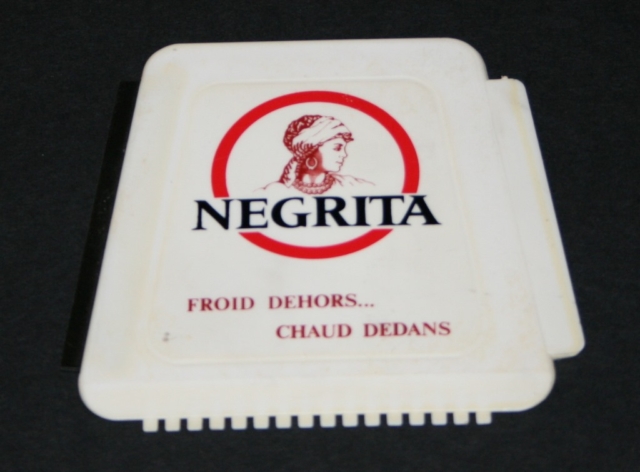 NEGRITA
FROID DEHORS...
CHAUD DEDANS